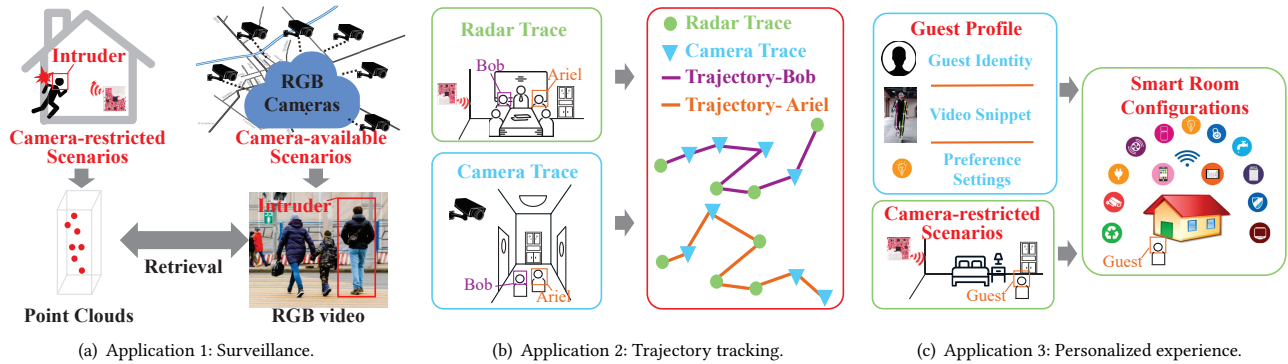 Intruder
RGB
Cameras
Camera-restricted
Scenarios
Camera-available
Scenarios
Intruder
Retrieval
Point Clouds
RGB video
(a) Application 1: Surveillance.
Radar Trace
Bob
Ariel
Camera Trace
Bob
Ariel
Radar Trace
Camera Trace
Trajectory-Bob
Trajectory- Ariel
(b) Application 2: Trajectory tracking.
Guest Profile
Guest Identity
Video Snippet
Preference
Settings
Camera-restricted
Scenarios
Guest
Smart Room
Configurations
Guest
(c) Application 3: Personalized experience.